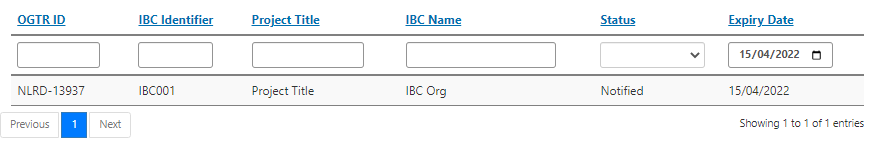 OGTR ID IBC Identifier Project Title IBC Name Status Expiry Date
15/04/2022
NLRD-13937 IBC001 Project Title IBC Org Notified 15/04/2022
Previous 1 Next Showing 1 to 1 of 1 entries